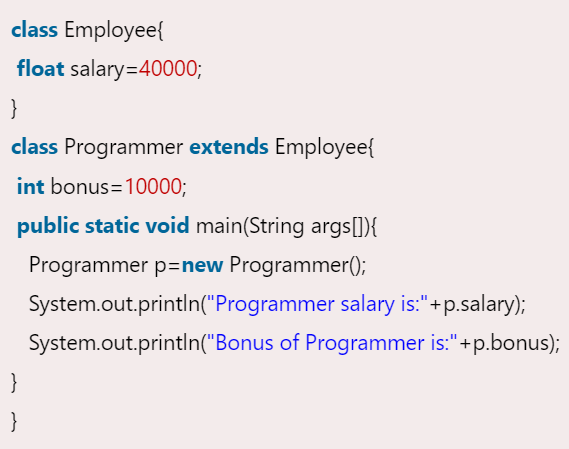 class Employee{
float salary=40000;
}
class Programmer extends Employee{
int bonus=10000;
public static void main(String args[]){
Programmer p=new Programmer();
System.out.println("Programmer salary is:"+p.salary);
System.out.println("Bonus of Programmer is:"+p.bonus);
}
}